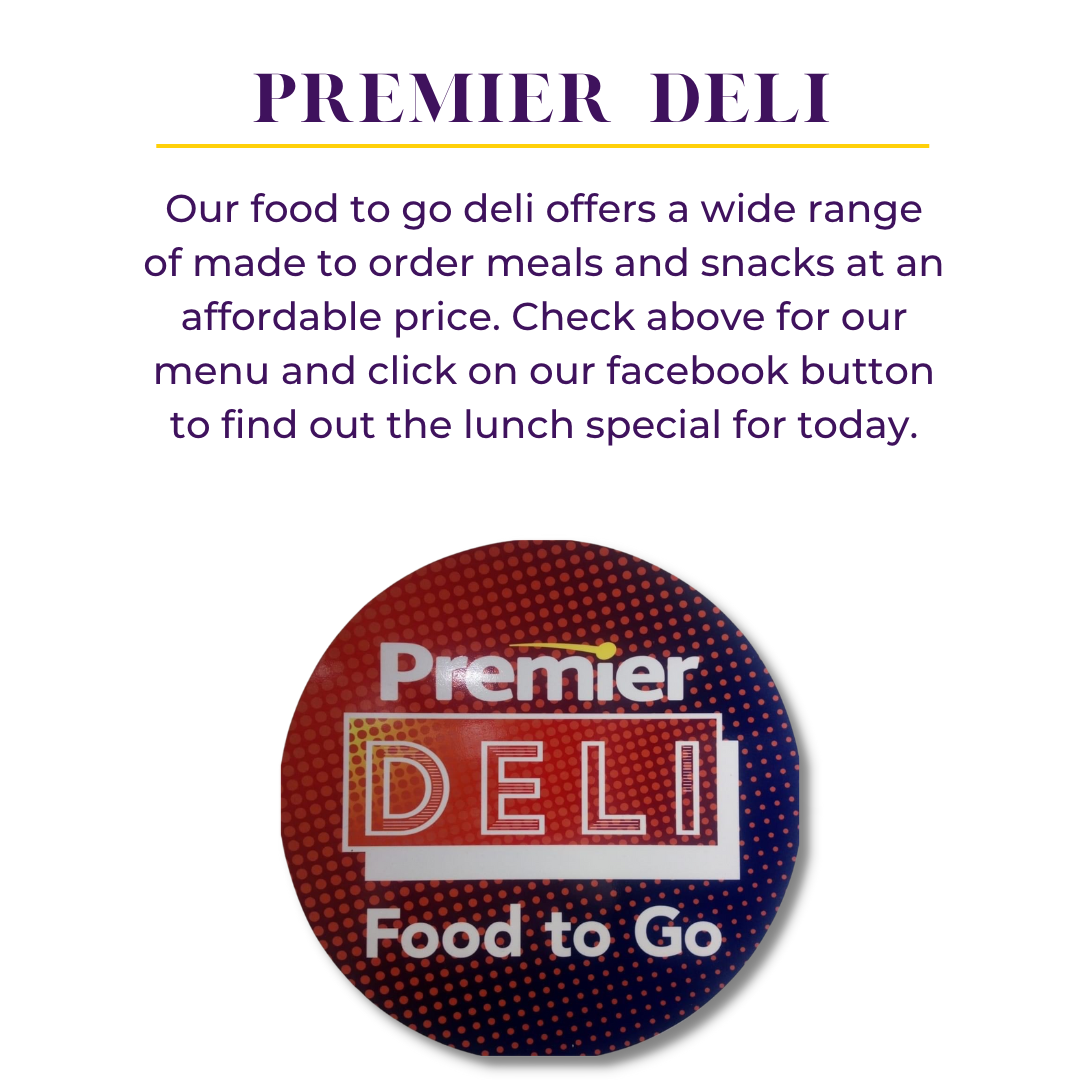 PREMIER DELI
Our food to go deli offers a wide range
of made to order meals and snacks at an
affordable price. Check above for our
menu and click on our facebook button
to find out the lunch special for today.
Premier
DELI
Food to Go